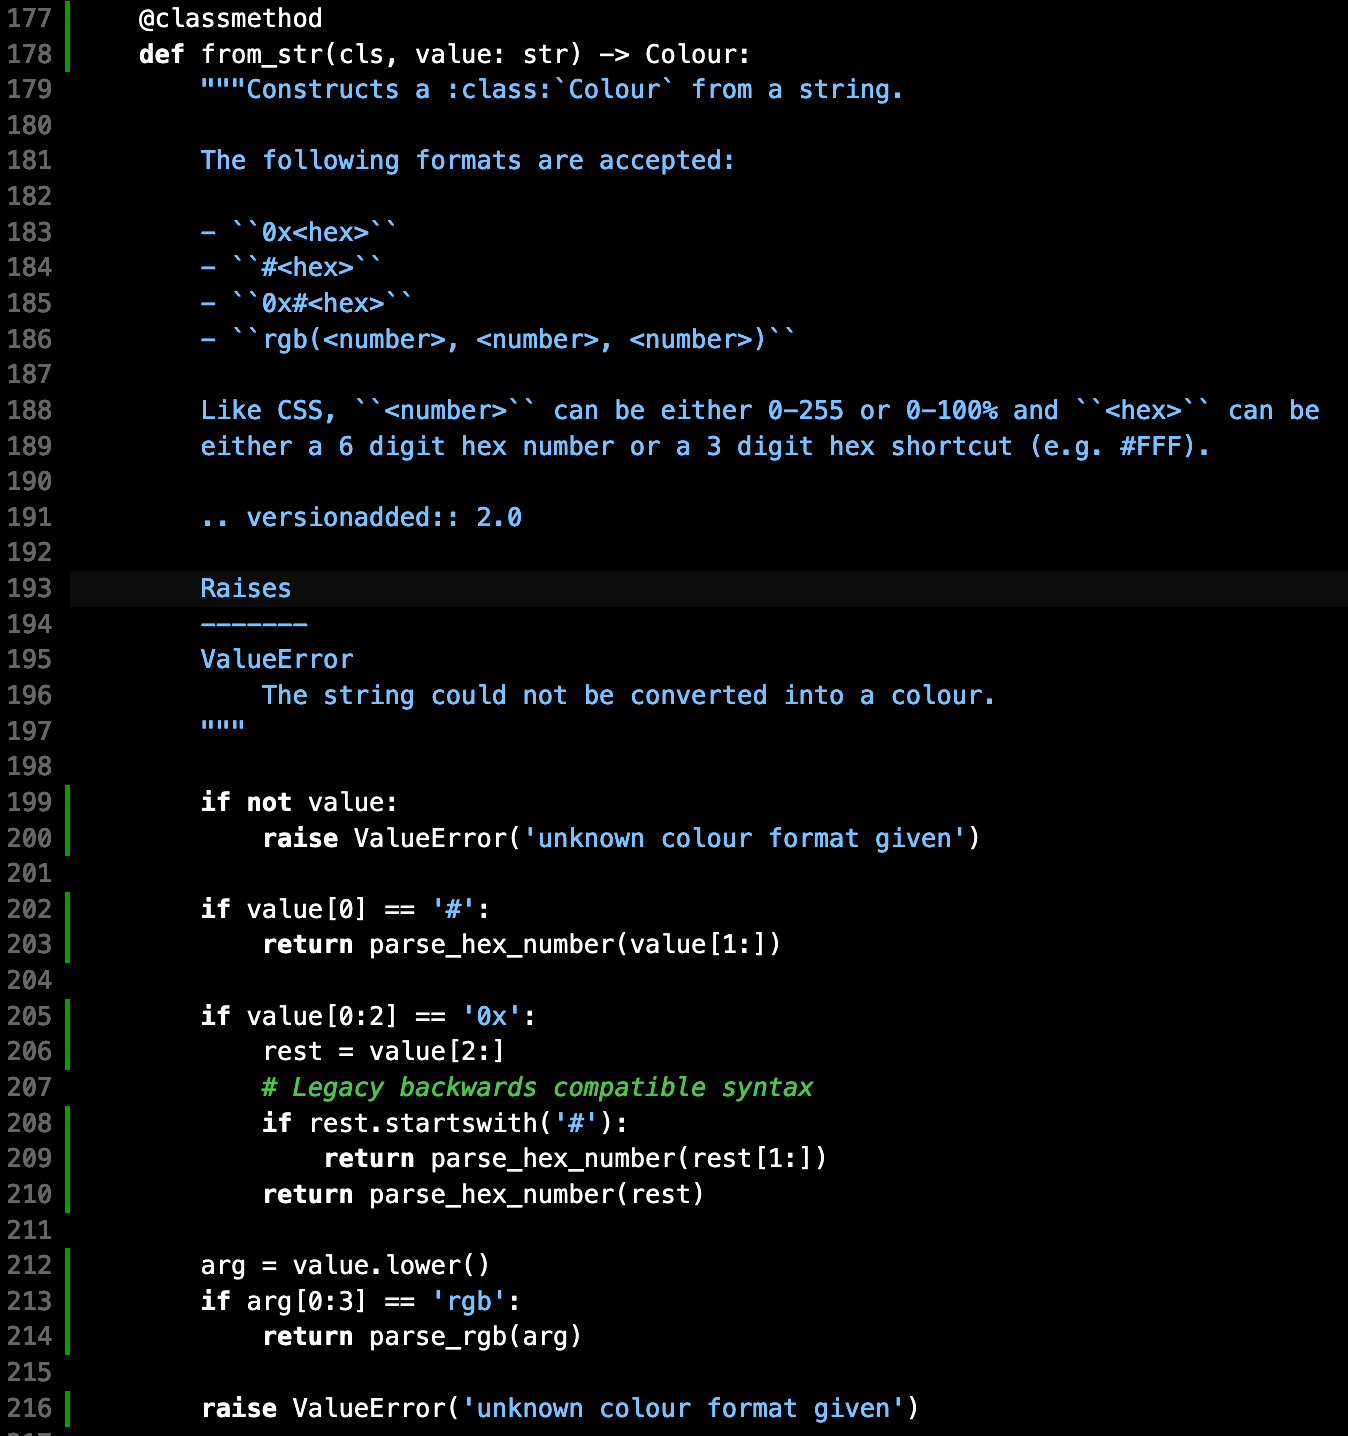 177 @classmethod
178 def from_str(cls, value: str) -> Colour:
179 """Constructs a :class:`Colour` from a string.
180
181 The following formats are accepted:
182
183 - ``0x<hex>``
184 - ``#<hex>``
185 - ``0x#<hex>``
186 - ``rgb(<number>, <number>, <number>)``
187
188 Like CSS, ``<number>`` can be either 0-255 or 0-100% and ``<hex>`` can be
189 either a 6 digit hex number or a 3 digit hex shortcut (e.g. #FFF).
190
191 .. versionadded:: 2.0
192
193 Raises
194 -------
195 ValueError
196 The string could not be converted into a colour.
197 """
198
199 if not value:
200 raise ValueError('unknown colour format given')
201
202 if value[0] == '#':
203 return parse_hex_number(value[1:])
204
205 if value[0:2] == '0x':
206 rest = value[2:]
207 # Legacy backwards compatible syntax
208 if rest.startswith('#'):
209 return parse_hex_number(rest[1:])
210 return parse_hex_number(rest)
211
212 arg = value.lower()
213 if arg[0:3] == 'rgb':
214 return parse_rgb(arg)
215
216 raise ValueError('unknown colour format given')